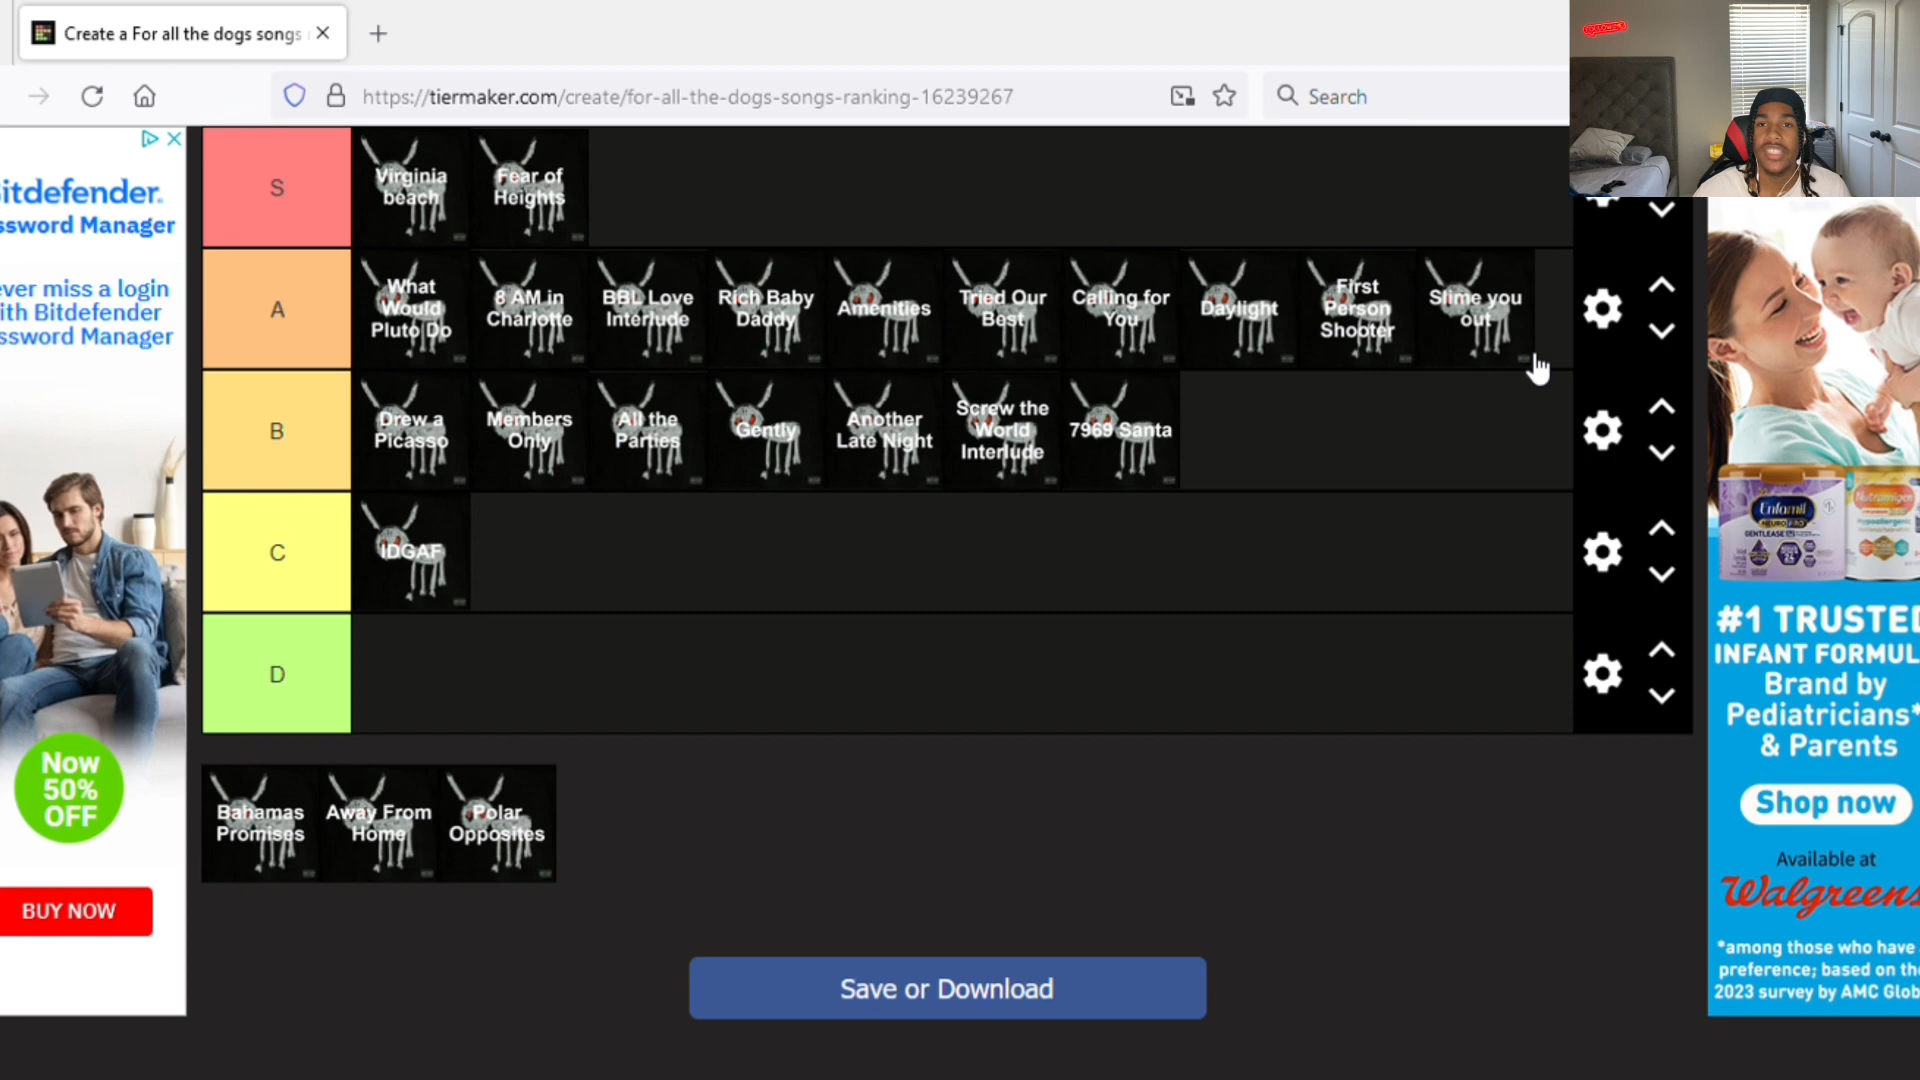 Create a For all the dogs songs
https://tiermaker.com/create/for-all-the-dogs-songs-ranking-16239267
Search
itdefender.
ssword Manager
ever miss a login
ith Bitdefender
ssword Manager
Now
50%
OFF
BUY NOW
S
Virginia
beach
Fear of
Heights
A
What
Would
Pluto Do
8 AM in
Charlotte
BBL Love
Interlude
Rich Baby
Daddy
Amenities
Tried Our
Best
Calling for
You
Daylight
First
Person
Shooter
Slime you
out
B
Drew a
Picasso
Members
Only
All the
Parties
Gently
Another
Late Night
Screw the
World
Interlude
7969 Santa
C
IDGAF
D
Bahamas
Promises
Away From
Home
Polar
Opposites
Save or Download
Enfamil
NEUROPRO
GENTLEASE
Nutramigen
#1 TRUSTED
INFANT FORMUL
Brand by
Pediatricians*
& Parents
Shop now
Available at
Walgreens
*among those who have
preference; based on the
2023 survey by AMC Glob